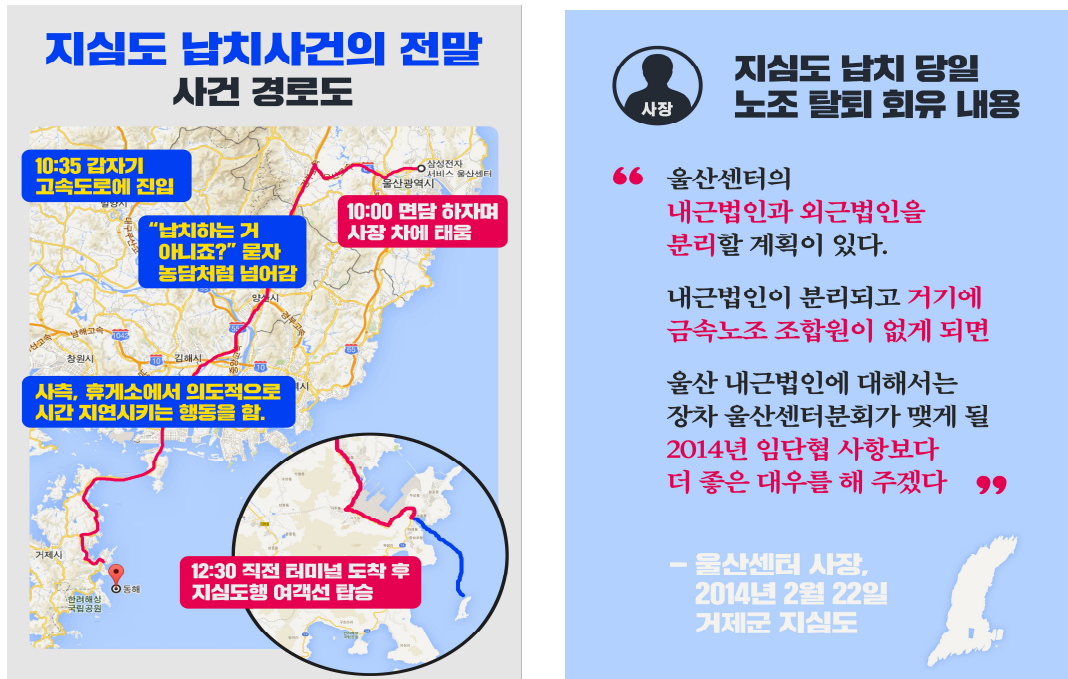 지심도 납치사건의 전말
사건 경로도
10:35 갑자기
고속도로에 진입
삼성전자
서비스 울산센터
울산광역시
10:00 면담 하자며
사장 차에 태움
“납치하는 거
아니죠?” 묻자
농담처럼 넘어감
양산시
경부고속
남해고속
1042
551
65
창원시
10
김해시
10
사측, 휴게소에서 의도적으로
시간 지연시키는 행동을 함.
거제시
동해
한려해상
국립공원
12:30 직전 터미널 도착 후
지심도행 여객선 탑승
사장
지심도 납치 당일
노조 탈퇴 회유 내용
“ 울산센터의
내근법인과 외근법인을
분리할 계획이 있다.
내근법인이 분리되고 거기에
금속노조 조합원이 없게 되면
울산 내근법인에 대해서는
장차 울산센터분회가 맺게 될
2014년 임단협 사항보다
더 좋은 대우를 해 주겠다 ”
– 울산센터 사장,
2014년 2월 22일
거제군 지심도